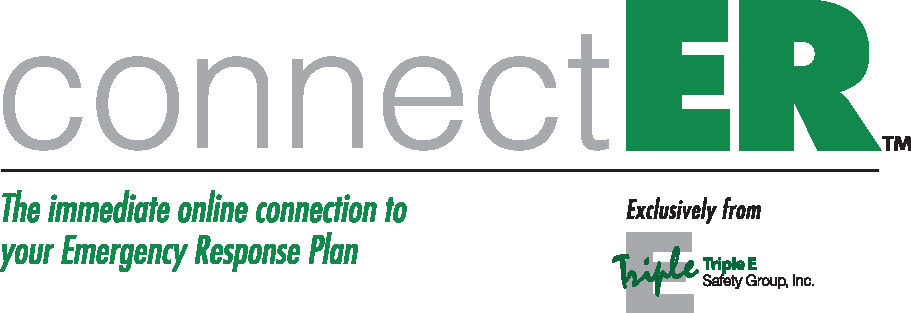 connectER™
The immediate online connection to
your Emergency Response Plan
Exclusively from
Triple E
Triple E
Safety Group, Inc.